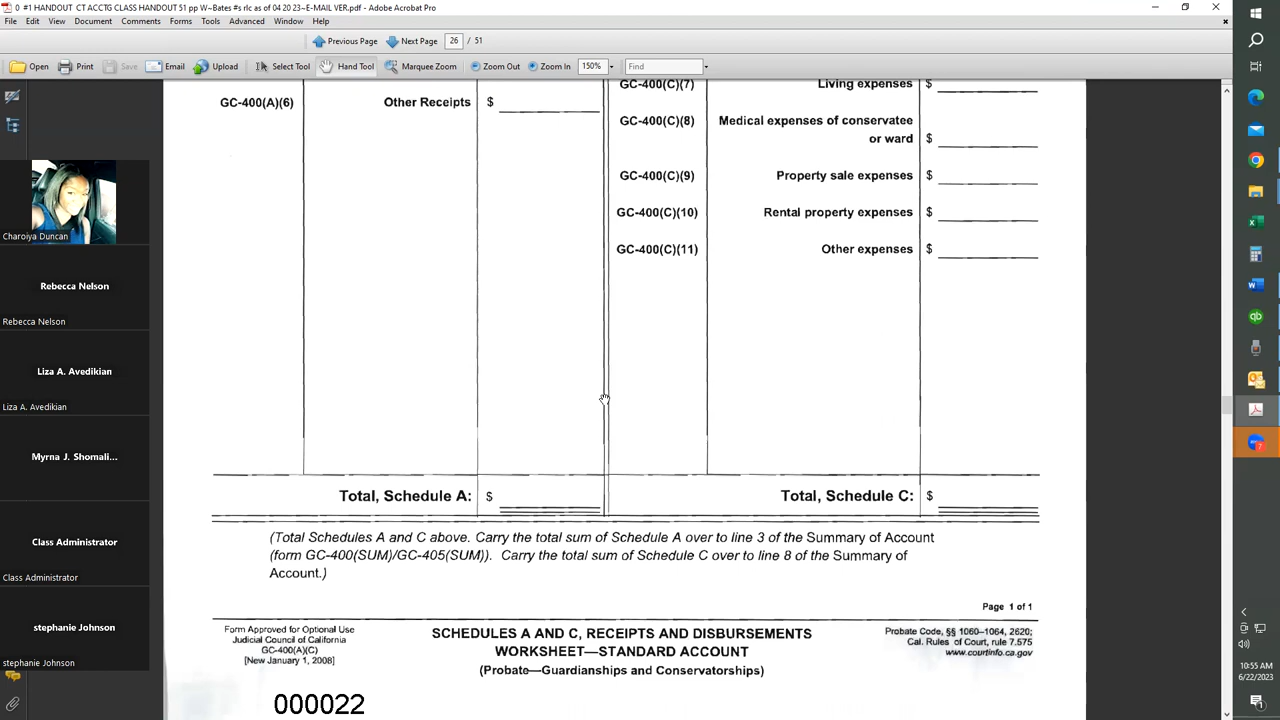 0 #1 HANDOUT CT ACCTG CLASS HANDOUT 51 pp W~Bates #s rlc as of 04 20 23~E-MAIL VER.pdf - Adobe Acrobat Pro
File Edit View Document Comments Forms Tools Advanced Window Help
Previous Page Next Page 26 / 51
Open Print Save Email Upload Select Tool Hand Tool Marquee Zoom Zoom Out Zoom In 150% Find
GC-400(C)(7) Living expenses $
GC-400(A)(6) Other Receipts $
GC-400(C)(8) Medical expenses of conservatee
or ward $
GC-400(C)(9) Property sale expenses $
GC-400(C)(10) Rental property expenses $
GC-400(C)(11) Other expenses $
Total, Schedule A: $
Total, Schedule C: $
(Total Schedules A and C above. Carry the total sum of Schedule A over to line 3 of the Summary of Account
(form GC-400(SUM)/GC-405(SUM)). Carry the total sum of Schedule C over to line 8 of the Summary of
Account.)
Page 1 of 1
Form Approved for Optional Use
Judicial Council of California
GC-400(A)(C)
[New January 1, 2008]
SCHEDULES A AND C, RECEIPTS AND DISBURSEMENTS
WORKSHEET—STANDARD ACCOUNT
(Probate—Guardianships and Conservatorships)
Probate Code, §§ 1060–1064, 2620;
Cal. Rules of Court, rule 7.575
www.courtinfo.ca.gov
000022
Charoiya Duncan
Rebecca Nelson
Rebecca Nelson
Liza A. Avedikian
Liza A. Avedikian
Myrna J. Shomali...
Class Administrator
Class Administrator
stephanie Johnson
stephanie Johnson
10:55 AM
6/22/2023